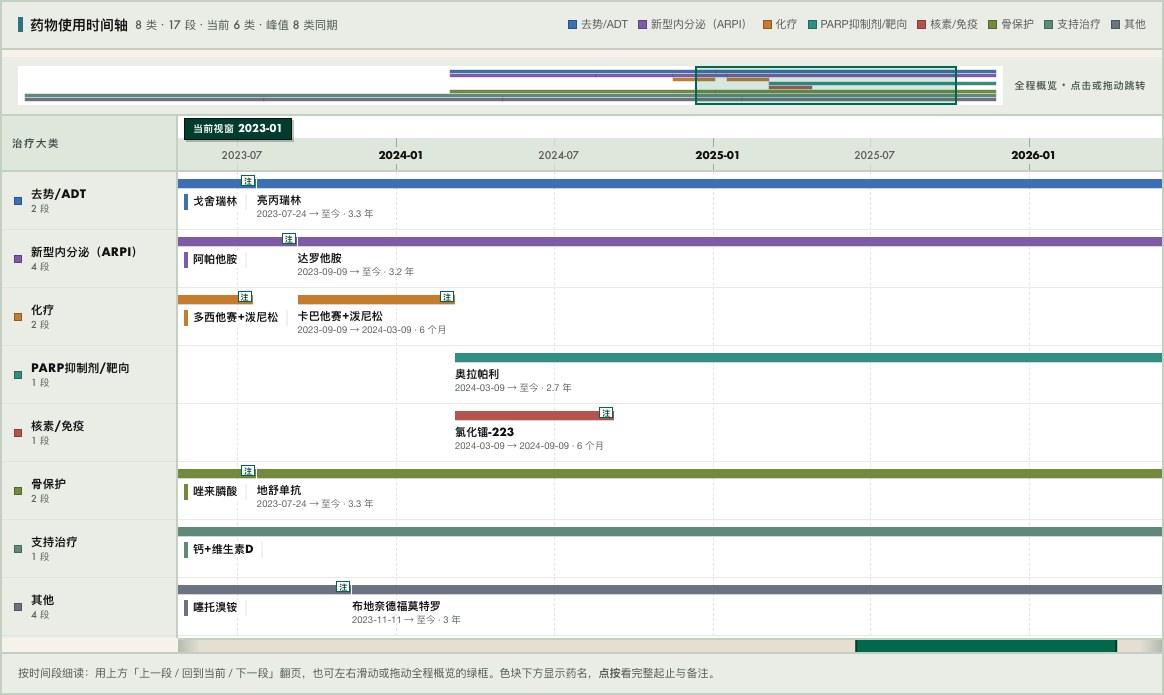 药物使用时间轴 8 类 · 17 段 · 当前 6 类 · 峰值 8 类同期
去势/ADT 新型内分泌（ARPI） 化疗 PARP抑制剂/靶向 核素/免疫 骨保护 支持治疗 其他
全程概览 · 点击或拖动跳转
治疗大类
当前视窗 2023-01
2023-07 2024-01 2024-07 2025-01 2025-07 2026-01
去势/ADT
2 段
注
戈舍瑞林
亮丙瑞林
2023-07-24 → 至今 · 3.3 年
新型内分泌（ARPI）
4 段
注
阿帕他胺
达罗他胺
2023-09-09 → 至今 · 3.2 年
化疗
2 段
注
注
多西他赛+泼尼松
卡巴他赛+泼尼松
2023-09-09 → 2024-03-09 · 6 个月
PARP抑制剂/靶向
1 段
奥拉帕利
2024-03-09 → 至今 · 2.7 年
核素/免疫
1 段
注
氯化镭-223
2024-03-09 → 2024-09-09 · 6 个月
骨保护
2 段
注
唑来膦酸
地舒单抗
2023-07-24 → 至今 · 3.3 年
支持治疗
1 段
钙+维生素D
其他
4 段
注
噻托溴铵
布地奈德福莫特罗
2023-11-11 → 至今 · 3 年
按时间段细读：用上方「上一段 / 回到当前 / 下一段」翻页，也可左右滑动或拖动全程概览的绿框。色块下方显示药名，点按看完整起止与备注。